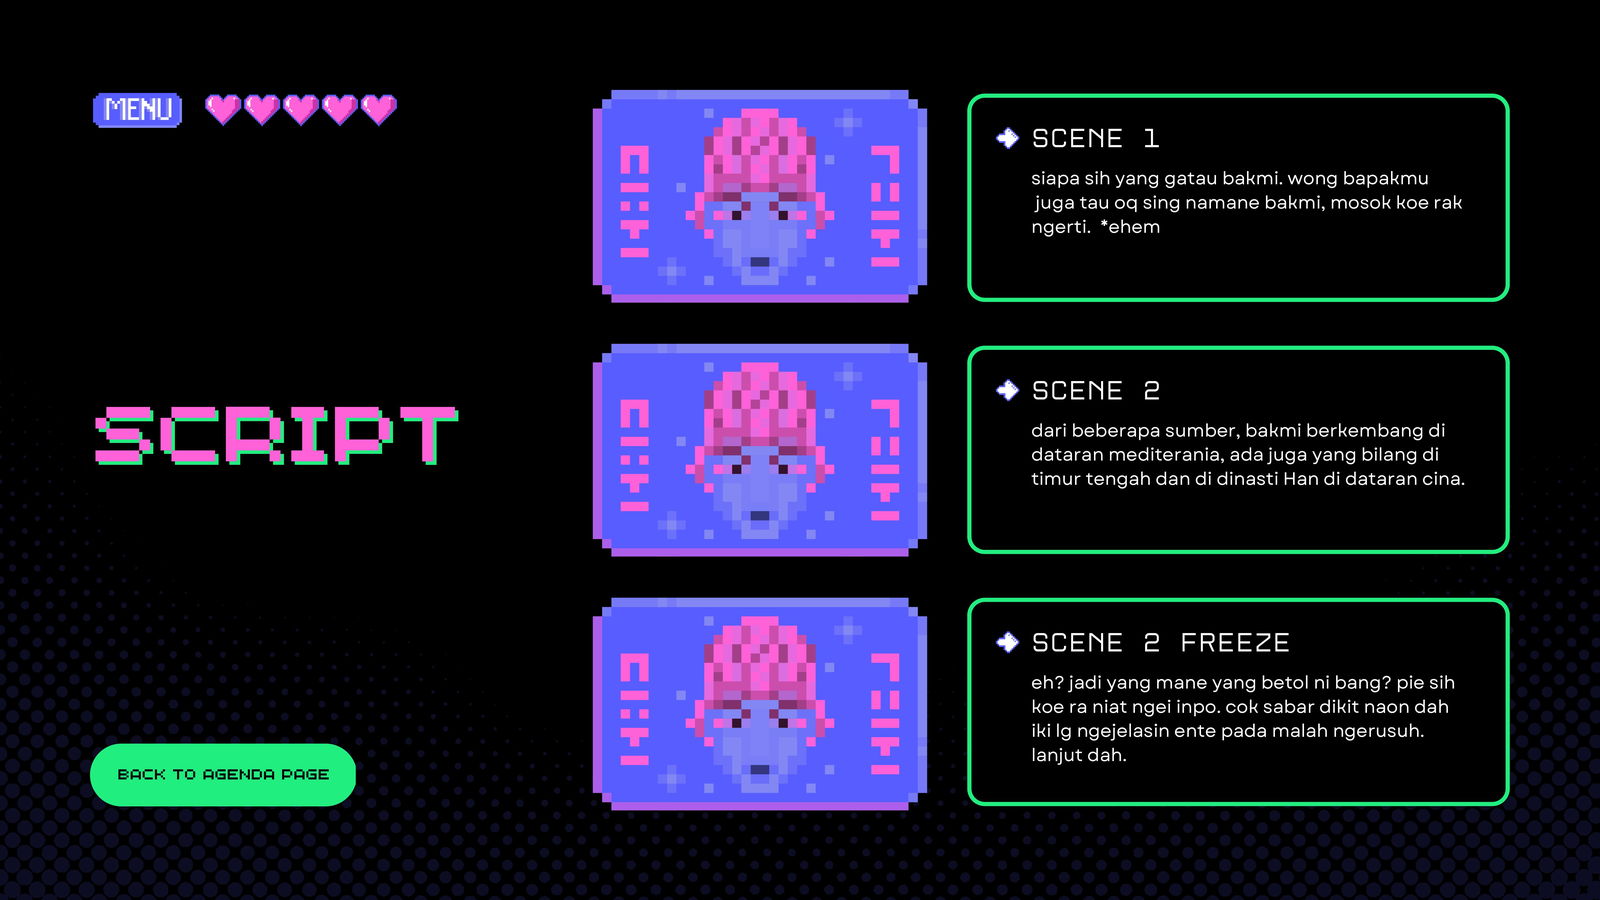 MENU
SCRIPT
BACK TO AGENDA PAGE
SCENE 1
siapa sih yang gatau bakmi. wong bapakmu
juga tau oq sing namane bakmi, mosok koe rak
ngerti. *ehem
SCENE 2
dari beberapa sumber, bakmi berkembang di
dataran mediterania, ada juga yang bilang di
timur tengah dan di dinasti Han di dataran cina.
SCENE 2 FREEZE
eh? jadi yang mane yang betol ni bang? pie sih
koe ra niat ngei inpo. cok sabar dikit naon dah
iki lg ngejelasin ente pada malah ngerusuh.
lanjut dah.